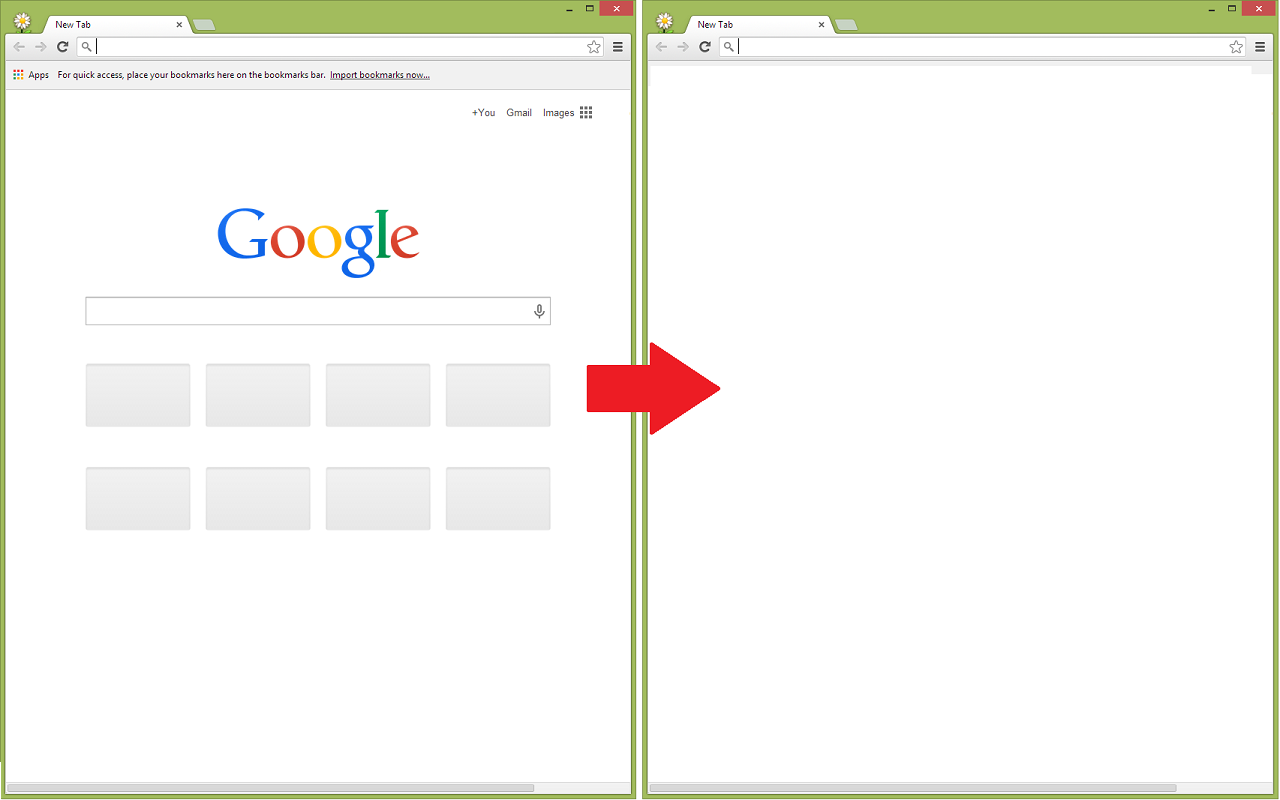 New Tab
Apps For quick access, place your bookmarks here on the bookmarks bar. Import bookmarks now...
+You Gmail Images
Google
New Tab